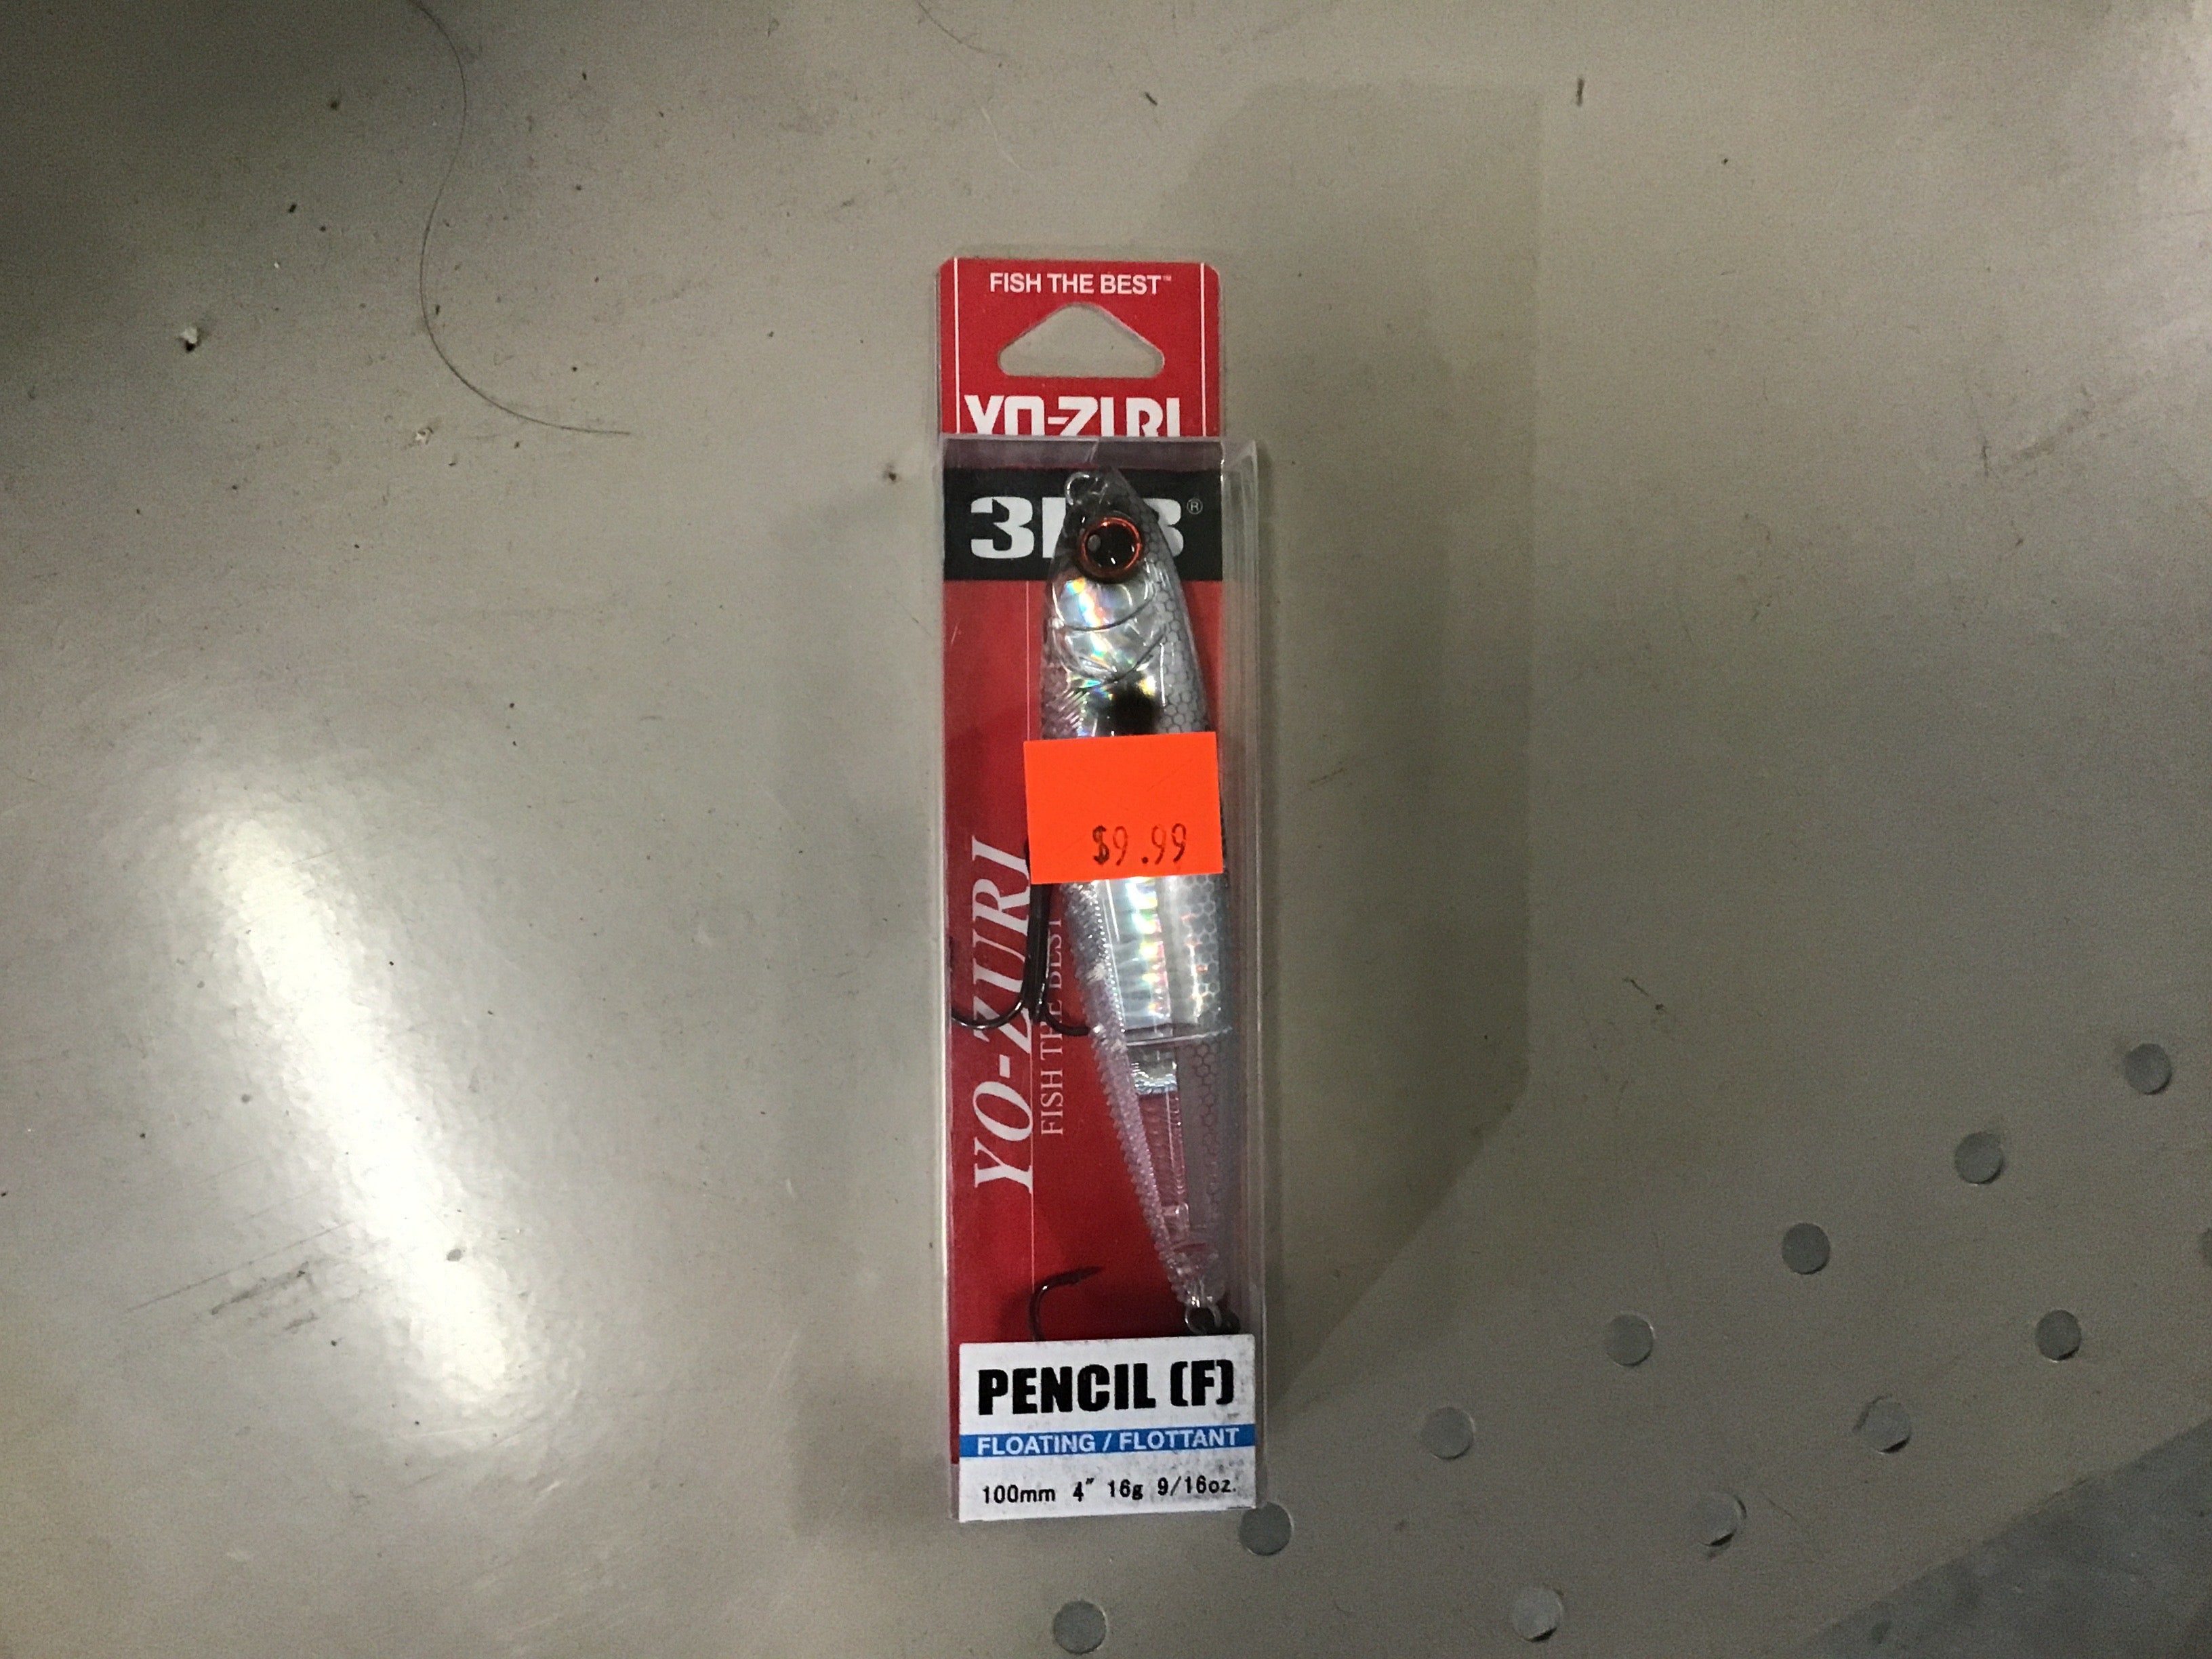 FISH THE BEST™
YO-ZURI
3DB®
$9.99
YO-ZURI
FISH THE BEST
PENCIL (F)
FLOATING / FLOTTANT
100mm 4" 16g 9/16oz.